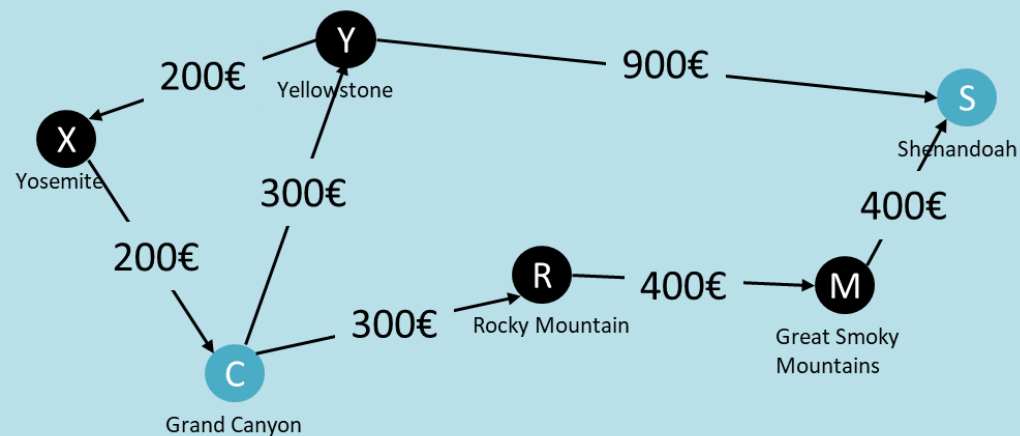 Y
200€
900€
Yellowstone
S
X
Shenandoah
Yosemite
300€
400€
200€
R
400€
M
300€
Rocky Mountain
Great Smoky
Mountains
C
Grand Canyon